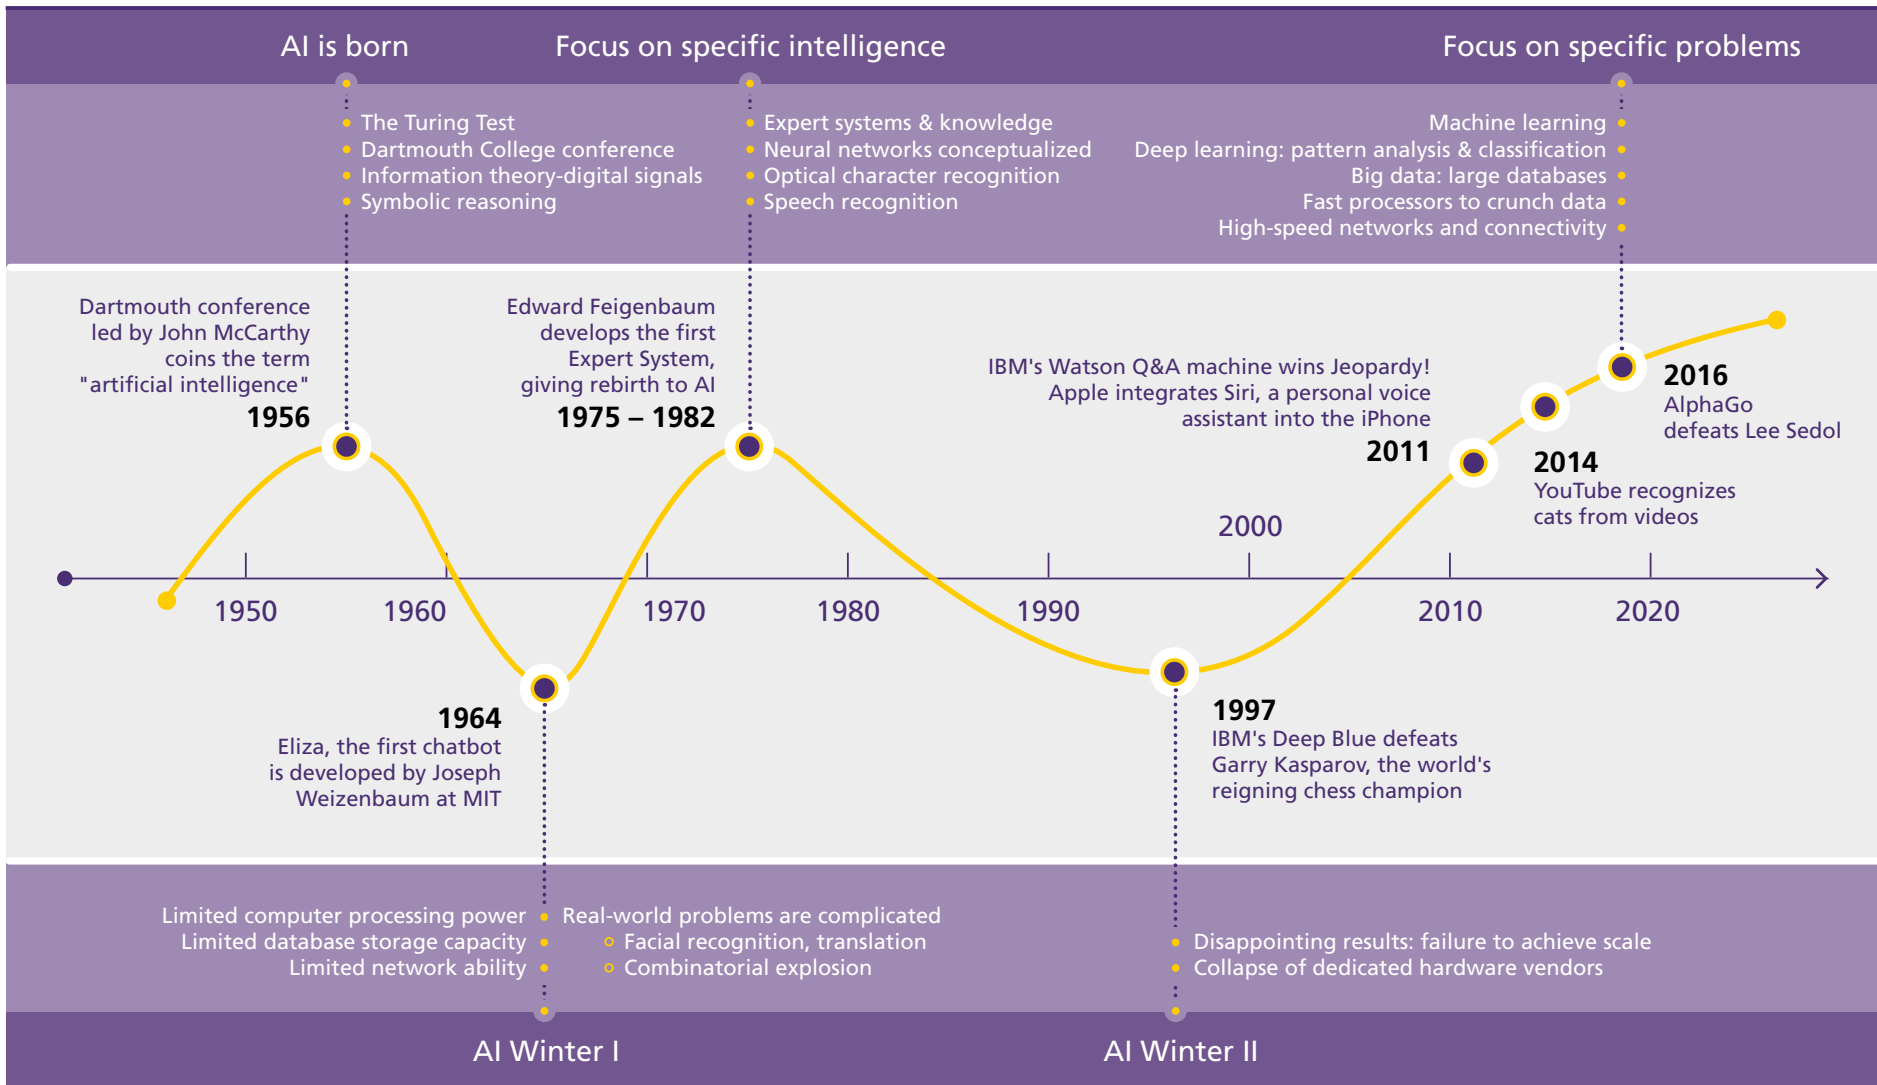 AI is born
Focus on specific intelligence
Focus on specific problems
The Turing Test
Dartmouth College conference
Information theory-digital signals
Symbolic reasoning
Expert systems & knowledge
Neural networks conceptualized
Optical character recognition
Speech recognition
Machine learning
Deep learning: pattern analysis & classification
Big data: large databases
Fast processors to crunch data
High-speed networks and connectivity
Dartmouth conference
led by John McCarthy
coins the term
"artificial intelligence"
1956
Edward Feigenbaum
develops the first
Expert System,
giving rebirth to AI
1975 – 1982
IBM's Watson Q&A machine wins Jeopardy!
Apple integrates Siri, a personal voice
assistant into the iPhone
2011
2016
AlphaGo
defeats Lee Sedol
2014
YouTube recognizes
cats from videos
1950
1960
1970
1980
1990
2000
2010
2020
1964
Eliza, the first chatbot
is developed by Joseph
Weizenbaum at MIT
1997
IBM's Deep Blue defeats
Garry Kasparov, the world's
reigning chess champion
Limited computer processing power
Limited database storage capacity
Limited network ability
Real-world problems are complicated
Facial recognition, translation
Combinatorial explosion
Disappointing results: failure to achieve scale
Collapse of dedicated hardware vendors
AI Winter I
AI Winter II